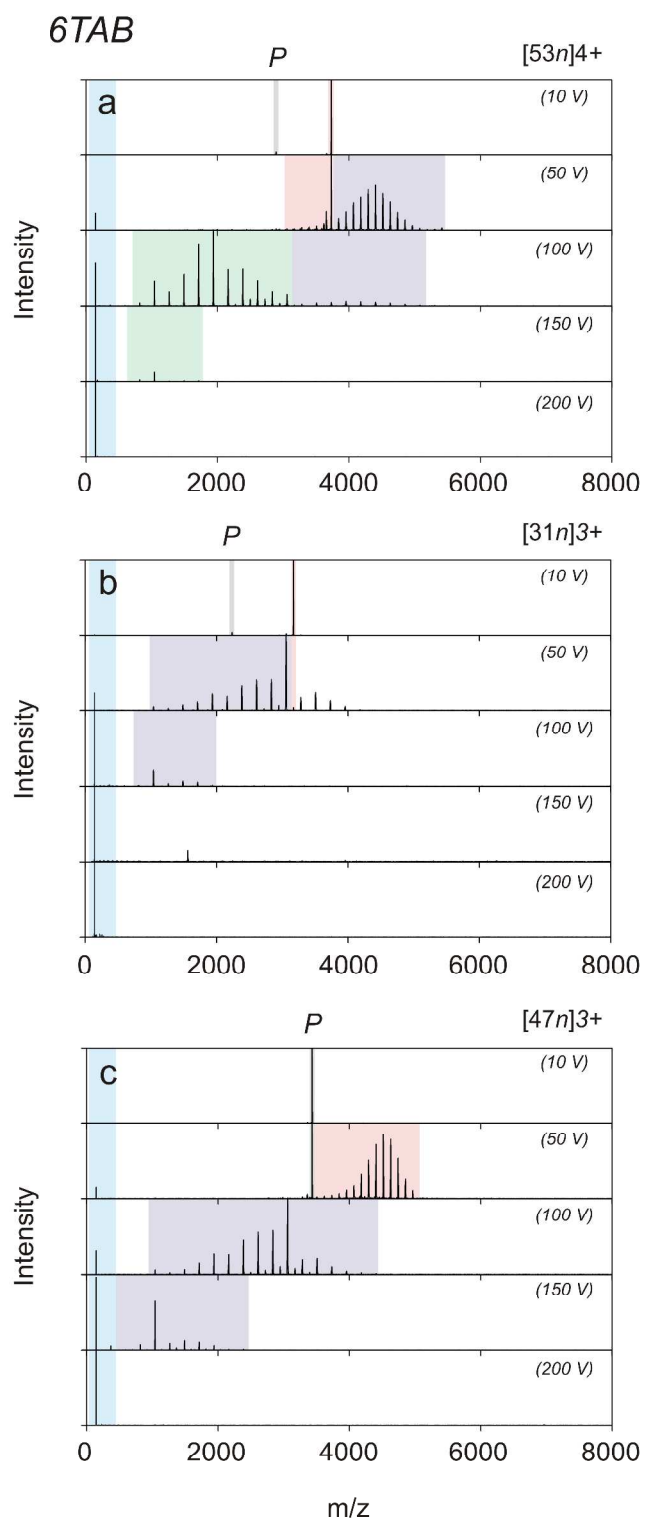 6TAB
P [53n]4+
a (10 V)
(50 V)
(100 V)
(150 V)
(200 V)
Intensity
0 2000 4000 6000 8000
P [31n]3+
b (10 V)
(50 V)
(100 V)
(150 V)
(200 V)
Intensity
0 2000 4000 6000 8000
P [47n]3+
c (10 V)
(50 V)
(100 V)
(150 V)
(200 V)
Intensity
0 2000 4000 6000 8000
m/z